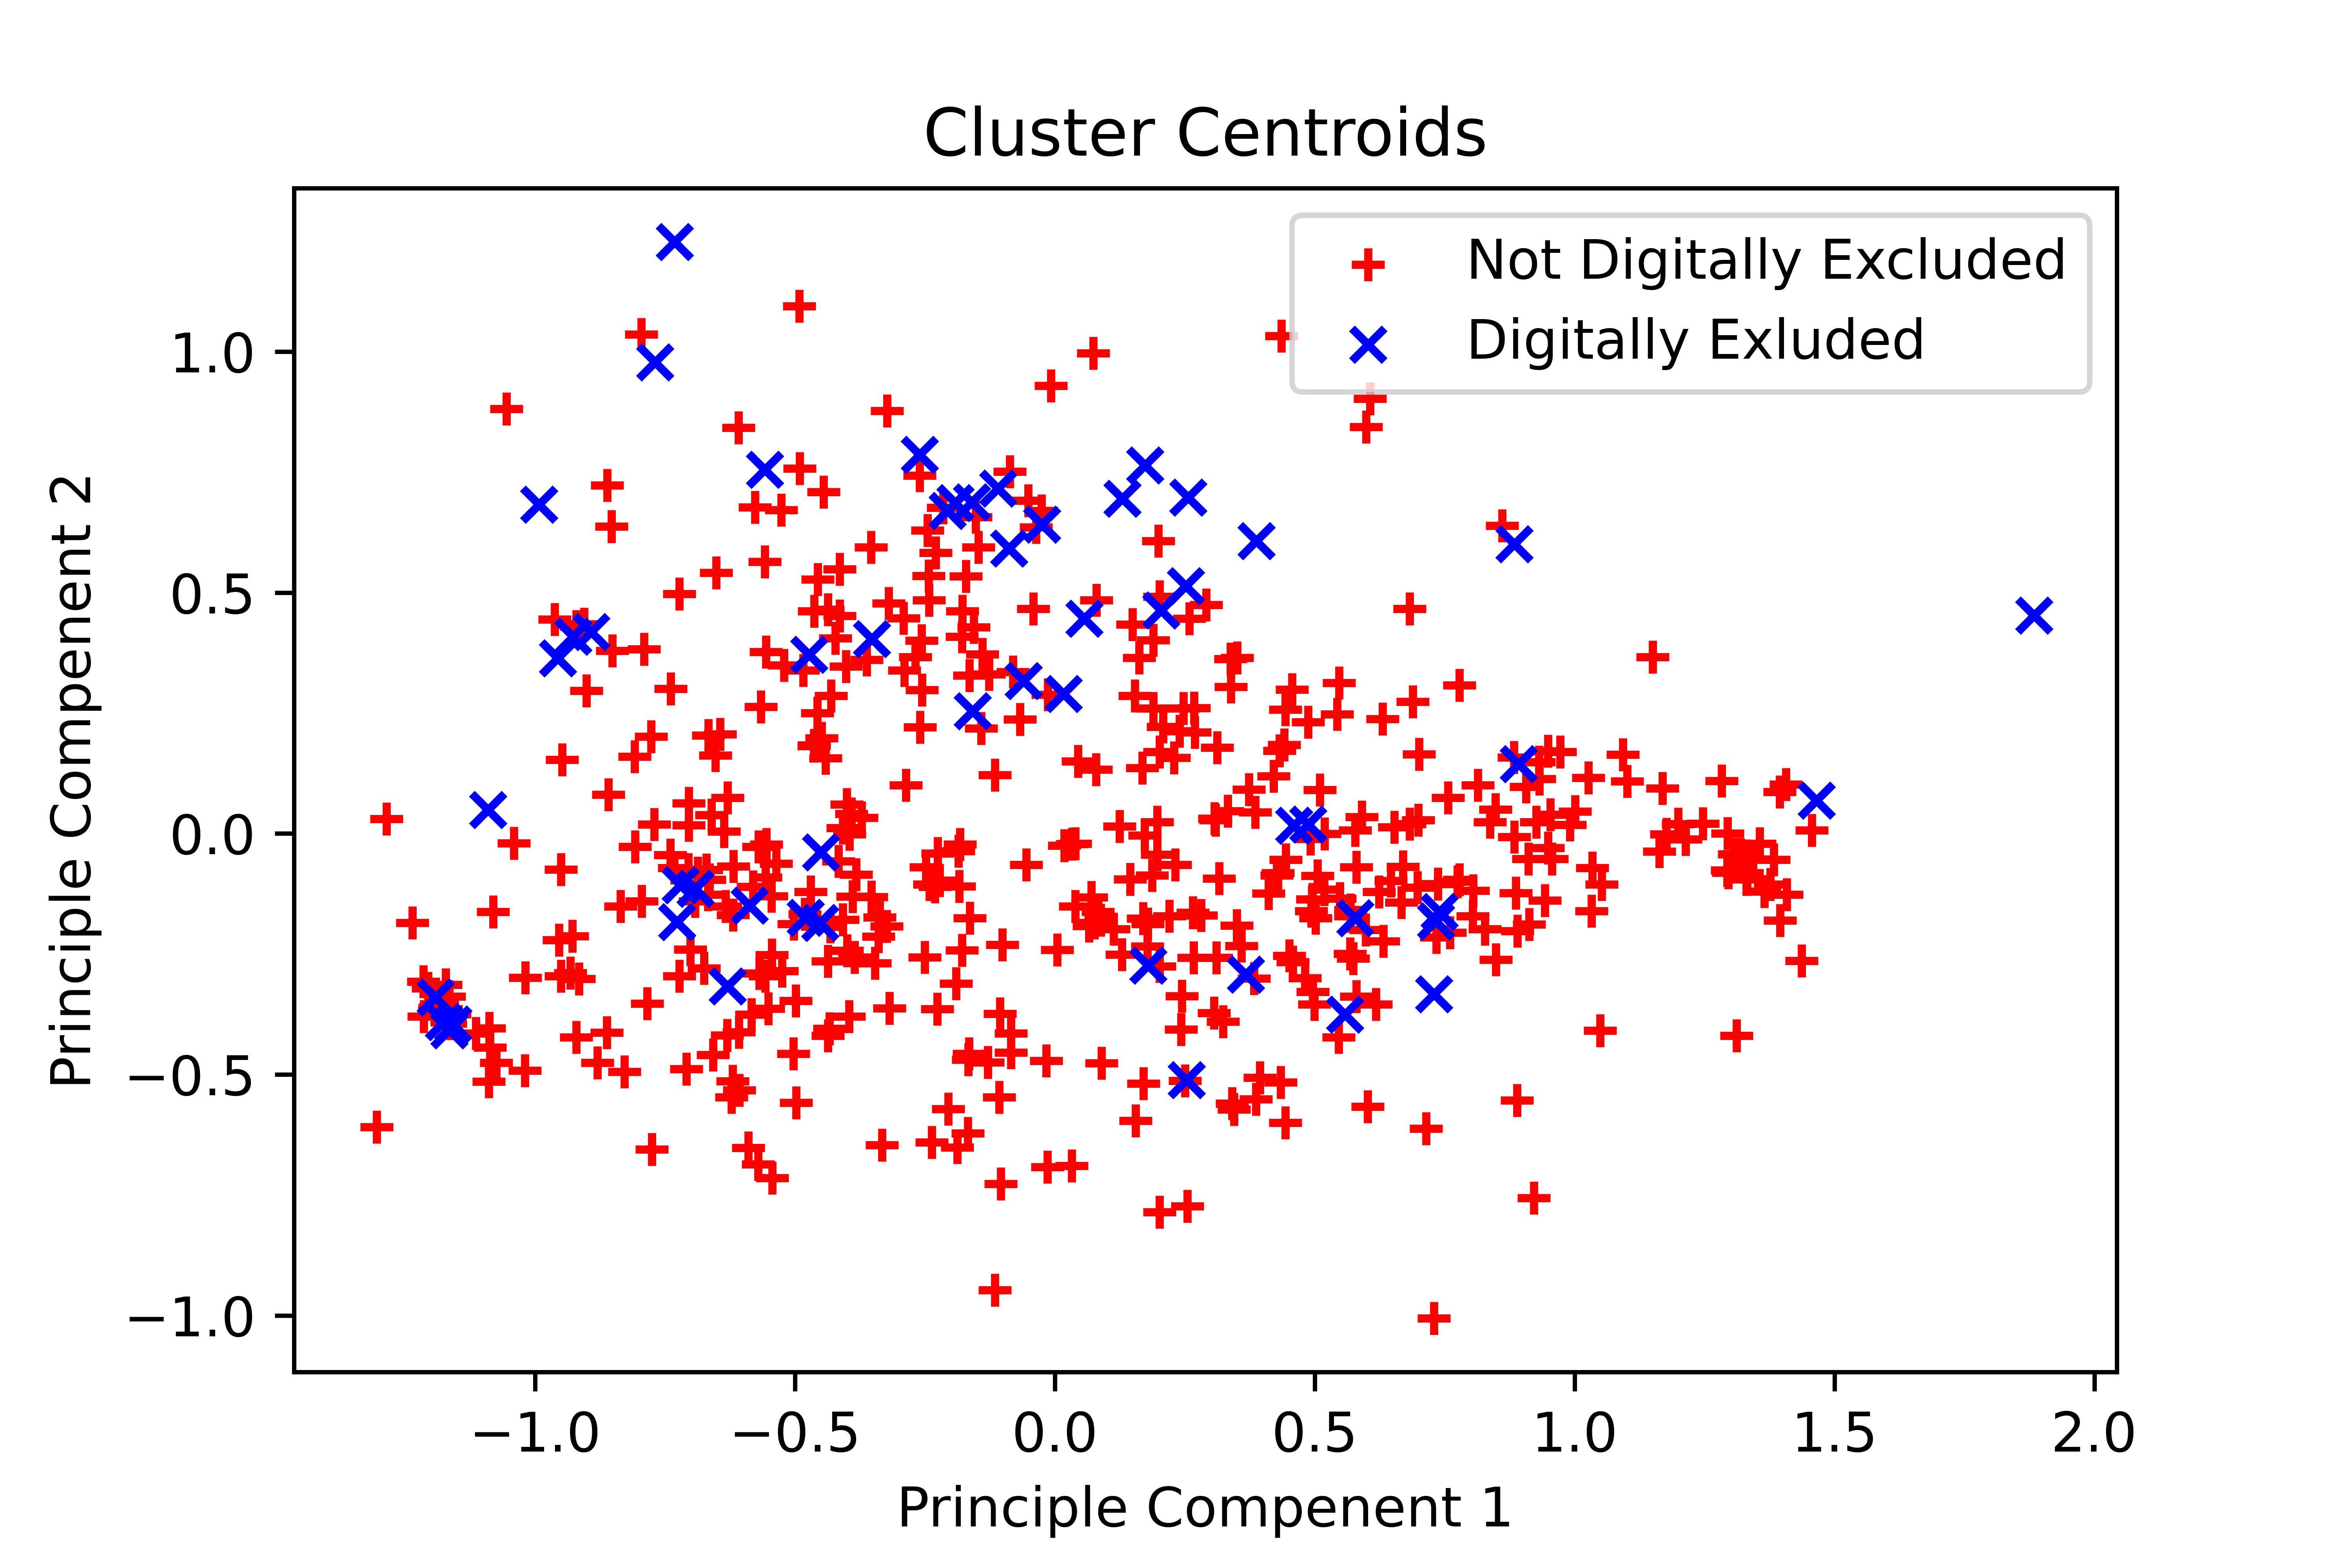 Cluster Centroids
Not Digitally Excluded
Digitally Exluded
Principle Compenent 2
1.0
0.5
0.0
−0.5
−1.0
−1.0
−0.5
0.0
0.5
1.0
1.5
2.0
Principle Compenent 1